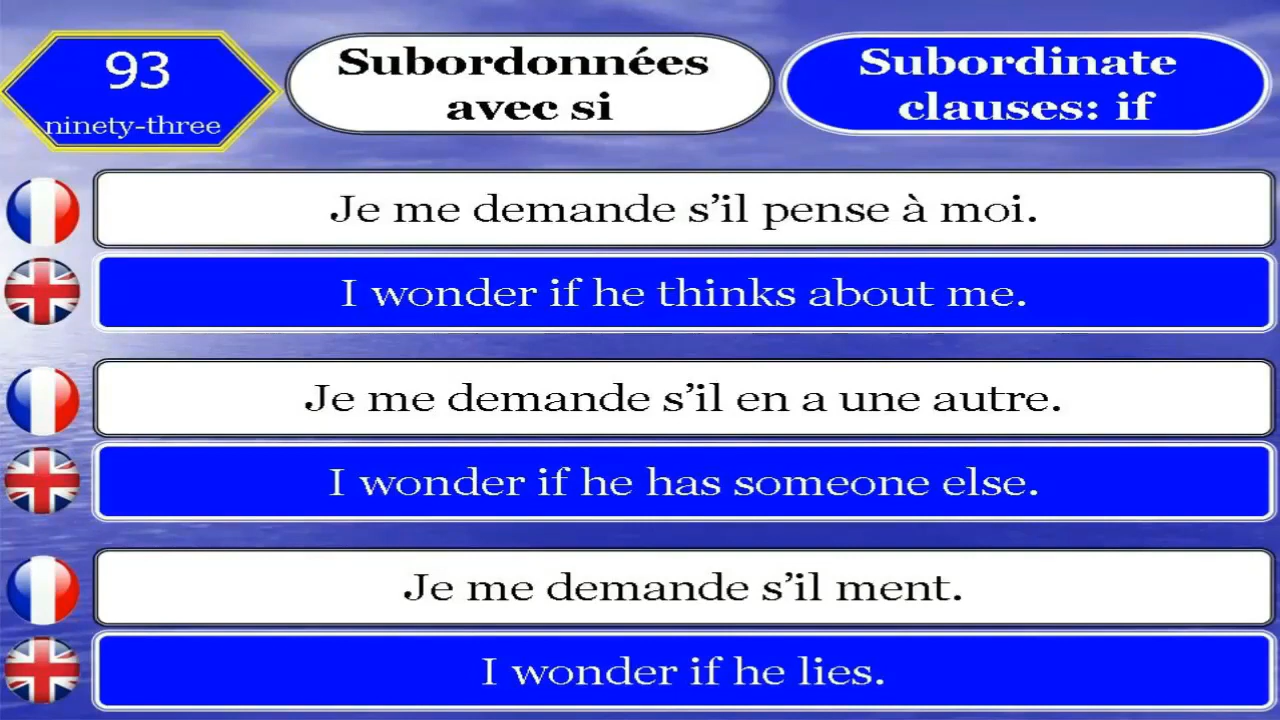 93
ninety-three
Subordonnées
avec si
Subordinate
clauses: if
Je me demande s’il pense à moi.
I wonder if he thinks about me.
Je me demande s’il en a une autre.
I wonder if he has someone else.
Je me demande s’il ment.
I wonder if he lies.